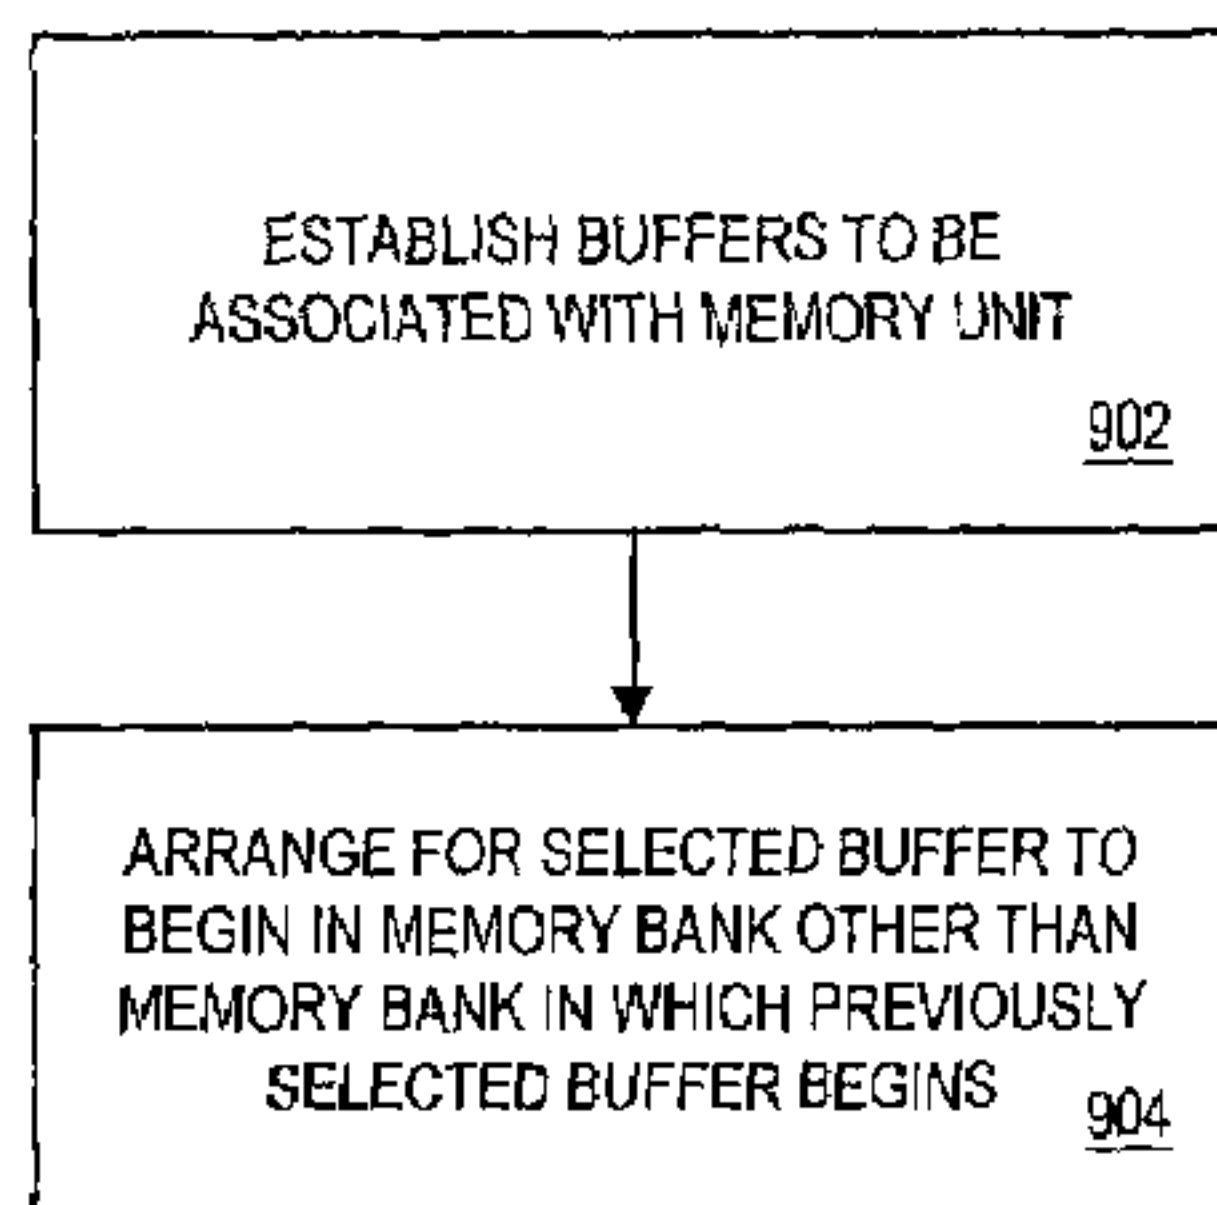 ESTABLISH BUFFERS TO BE
ASSOCIATED WITH MEMORY UNIT
902
ARRANGE FOR SELECTED BUFFER TO
BEGIN IN MEMORY BANK OTHER THAN
MEMORY BANK IN WHICH PREVIOUSLY
SELECTED BUFFER BEGINS
904